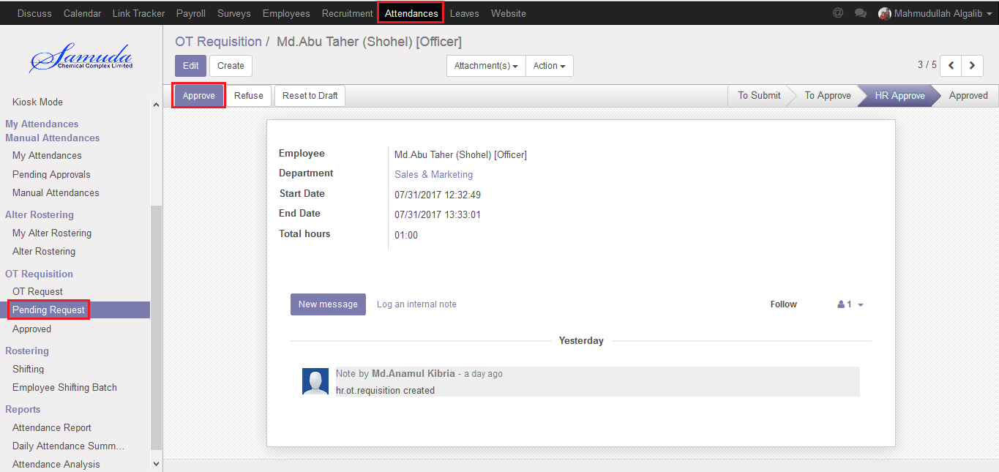 Discuss Calendar Link Tracker Payroll Surveys Employees Recruitment Attendances Leaves Website @ Mahmudullah Algalib
Samuda
Chemical Complex Limited
OT Requisition / Md.Abu Taher (Shohel) [Officer]
Edit Create Attachment(s) Action 3 / 5
Approve Refuse Reset to Draft To Submit To Approve HR Approve Approved
Kiosk Mode
My Attendances
Manual Attendances
My Attendances
Pending Approvals
Manual Attendances
Alter Rostering
My Alter Rostering
Alter Rostering
OT Requisition
OT Request
Pending Request
Approved
Rostering
Shifting
Employee Shifting Batch
Reports
Attendance Report
Daily Attendance Summ...
Attendance Analysis
Employee Md.Abu Taher (Shohel) [Officer]
Department Sales & Marketing
Start Date 07/31/2017 12:32:49
End Date 07/31/2017 13:33:01
Total hours 01:00
New message Log an internal note Follow 1
Yesterday
Note by Md.Anamul Kibria - a day ago
hr.ot.requisition created